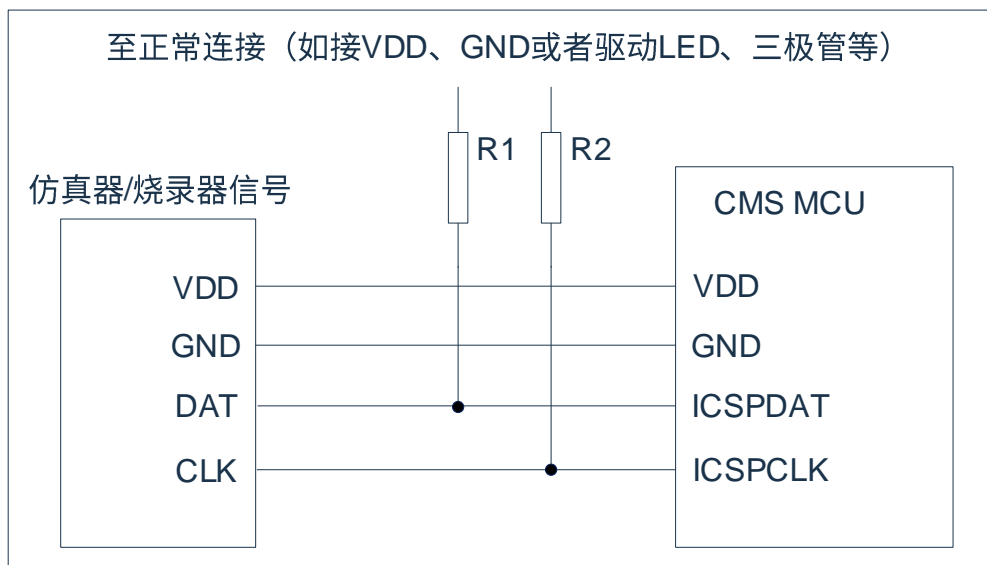 至正常连接（如接VDD、GND或者驱动LED、三极管等）
R1
R2
仿真器/烧录器信号
CMS MCU
VDD
VDD
GND
GND
DAT
ICSPDAT
CLK
ICSPCLK